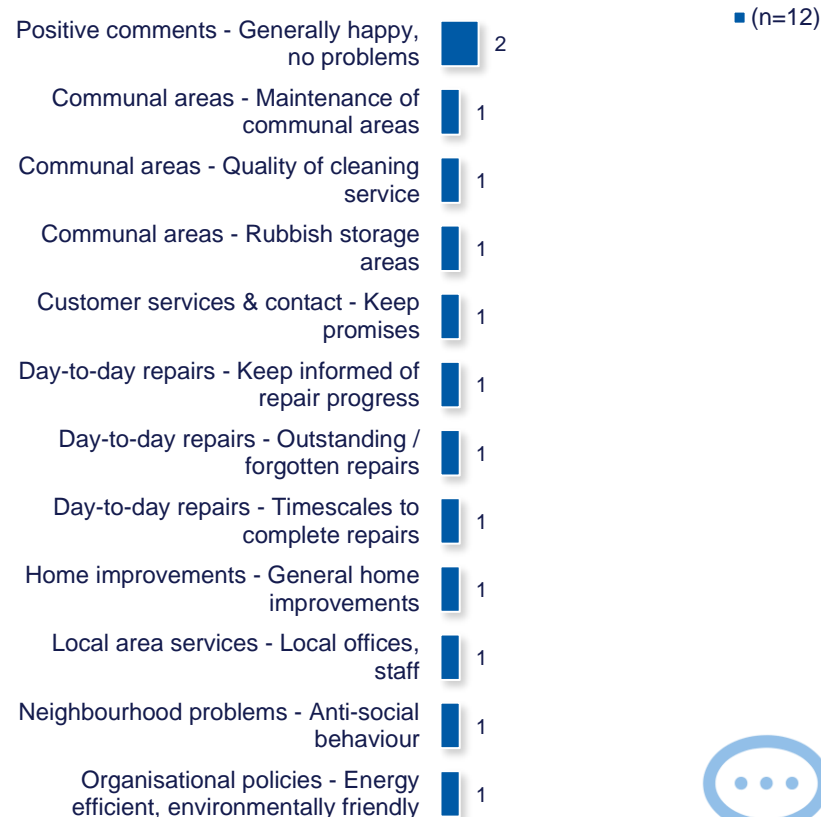 (n=12)
Positive comments - Generally happy,
no problems
2
Communal areas - Maintenance of
communal areas
1
Communal areas - Quality of cleaning
service
1
Communal areas - Rubbish storage
areas
1
Customer services & contact - Keep
promises
1
Day-to-day repairs - Keep informed of
repair progress
1
Day-to-day repairs - Outstanding /
forgotten repairs
1
Day-to-day repairs - Timescales to
complete repairs
1
Home improvements - General home
improvements
1
Local area services - Local offices,
staff
1
Neighbourhood problems - Anti-social
behaviour
1
Organisational policies - Energy
efficient, environmentally friendly
1